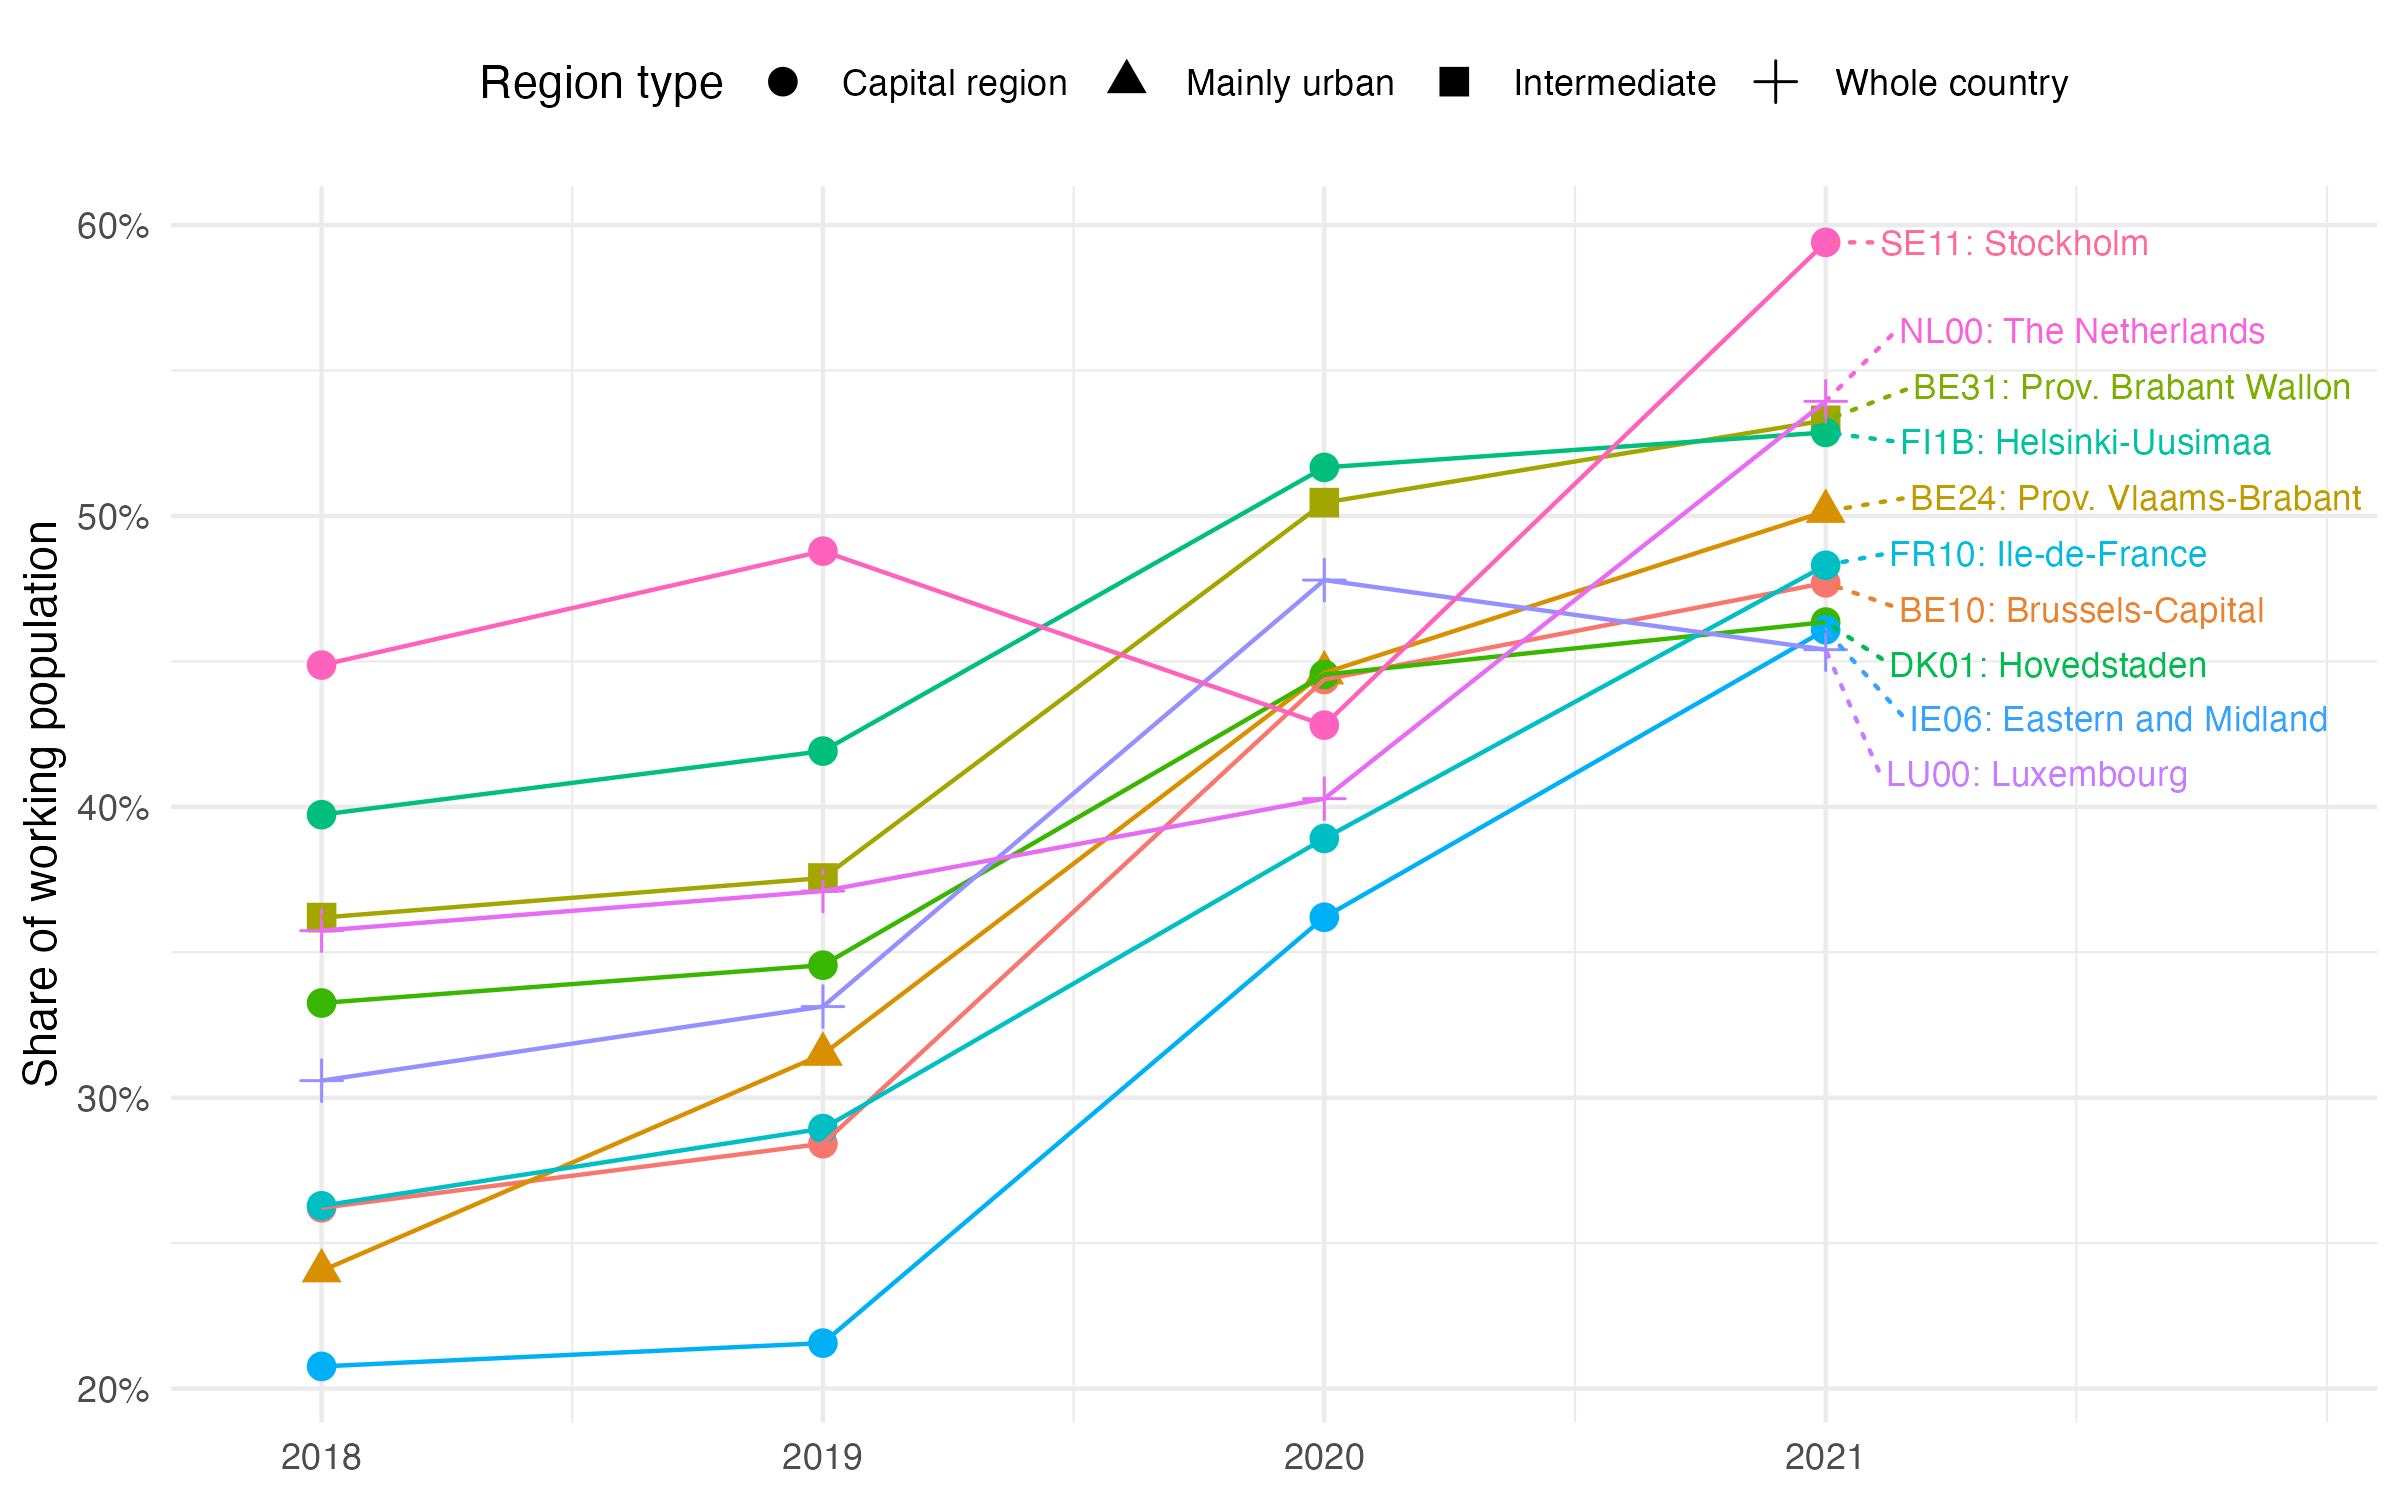 Region type Capital region Mainly urban Intermediate Whole country
Share of working population
60%
50%
40%
30%
20%
SE11: Stockholm
NL00: The Netherlands
BE31: Prov. Brabant Wallon
FI1B: Helsinki-Uusimaa
BE24: Prov. Vlaams-Brabant
FR10: Ile-de-France
BE10: Brussels-Capital
DK01: Hovedstaden
IE06: Eastern and Midland
LU00: Luxembourg
2018 2019 2020 2021